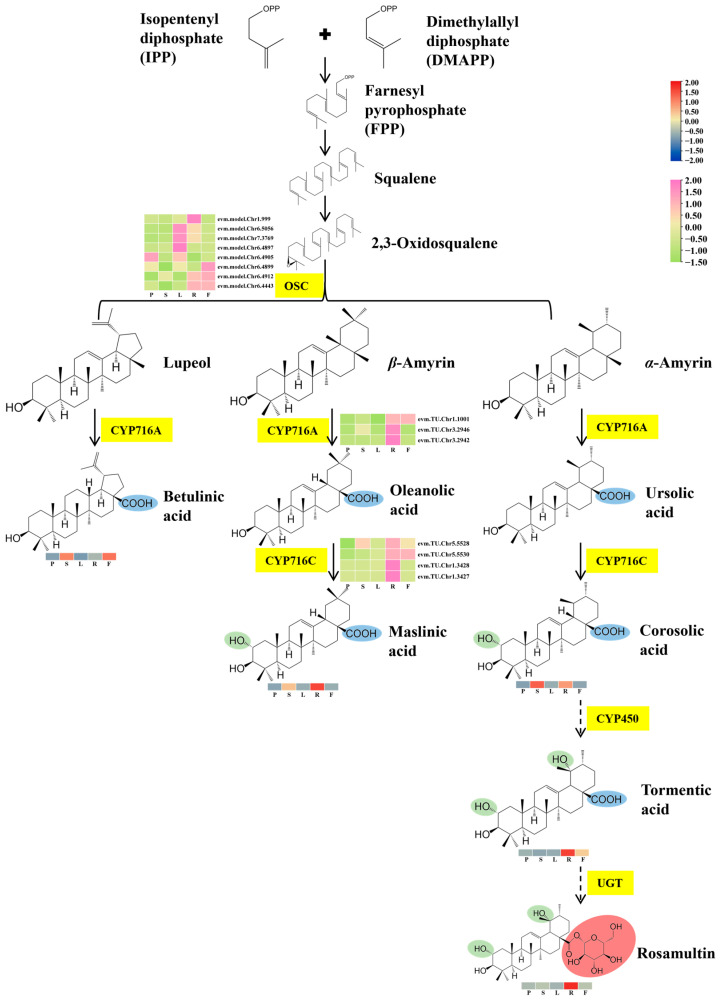 Isopentenyl
diphosphate
(IPP)
OPP
+
OPP
Dimethylallyl
diphosphate
(DMAPP)
OPP
Farnesyl
pyrophosphate
(FPP)
2.00
1.50
1.00
0.50
0.00
-0.50
-1.00
-1.50
-2.00
Squalene
2.00
1.50
1.00
0.50
0.00
-0.50
-1.00
-1.50
2,3-Oxidosqualene
O
evm.model.Chr1.999
evm.model.Chr6.5056
evm.model.Chr7.3769
evm.model.Chr6.4897
evm.model.Chr6.4905
evm.model.Chr6.4899
evm.model.Chr6.4912
evm.model.Chr6.4443
P S L R F
OSC
Lupeol
HO H
β-Amyrin
HO H
α-Amyrin
HO H
CYP716A
CYP716A
evm.TU.Chr1.1001
evm.TU.Chr3.2946
evm.TU.Chr3.2942
P S L R F
CYP716A
Betulinic
acid
H COOH H HO H
P S L R F
Oleanolic
acid
H COOH HO H
Ursolic
acid
H COOH HO H
CYP716C
evm.TU.Chr5.5528
evm.TU.Chr5.5530
evm.TU.Chr1.3428
evm.TU.Chr1.3427
P S L R F
CYP716C
Maslinic
acid
H COOH HO H HO
P S L R F
Corosolic
acid
H COOH HO H HO
P S L R F
CYP450
Tormentic
acid
HO COOH HO H HO
P S L R F
UGT
Rosamultin
HO OH O O O OH HO OH OH HO H HO
P S L R F